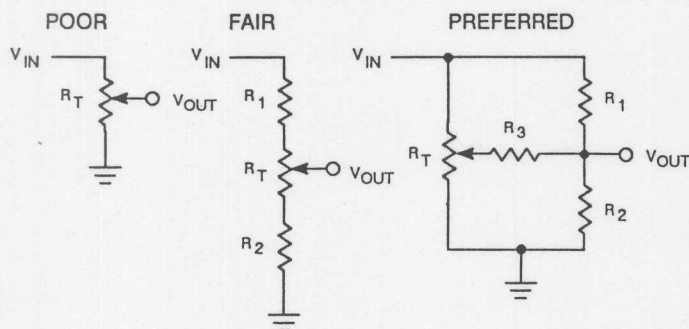 POOR
FAIR
PREFERRED
VIN
RT
VOUT
VIN
R1
RT
VOUT
R2
VIN
R1
R3
RT
VOUT
R2